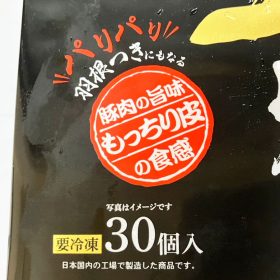 パリパリ
羽根つきにもなる
豚肉の旨味
もっちり皮
の食感
写真はイメージです
要冷凍 30個入
日本国内の工場で製造した商品です。